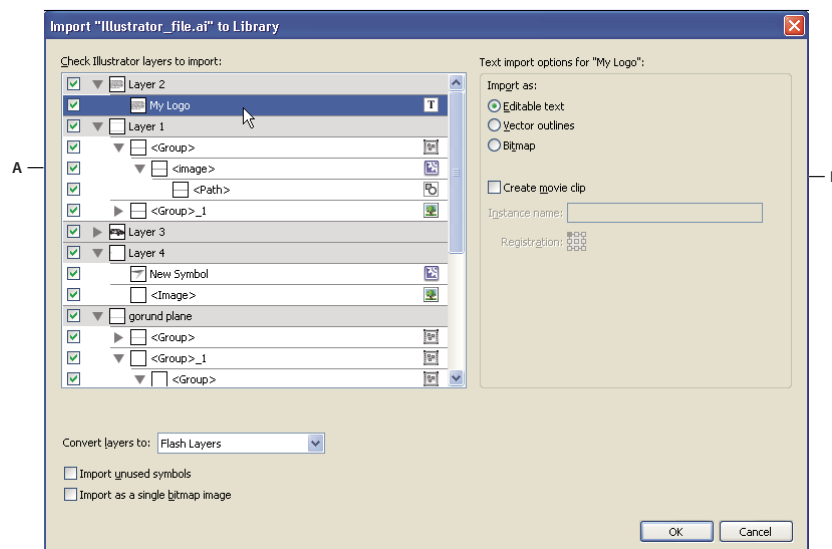 Import "Illustrator_file.ai" to Library
Check Illustrator layers to import:
Layer 2
My Logo
T
Layer 1
<Group>
<image>
<Path>
<Group>_1
Layer 3
Layer 4
New Symbol
<Image>
gorund plane
<Group>
<Group>_1
<Group>
A
Text import options for "My Logo":
Import as:
Editable text
Vector outlines
Bitmap
Create movie clip
Instance name:
Registration:
Convert layers to: Flash Layers
Import unused symbols
Import as a single bitmap image
OK Cancel